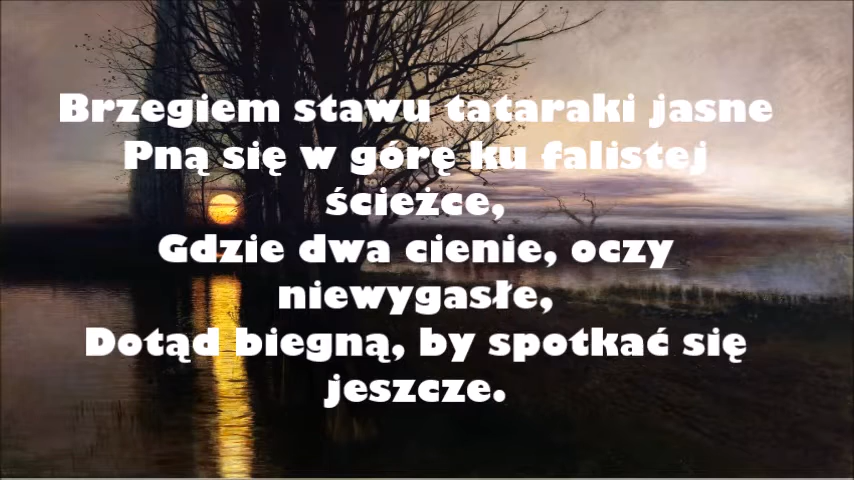 Brzegiem stawu tataraki jasne
Pną się w górę ku falistej
ścieżce,
Gdzie dwa cienie, oczy
niewygasłe,
Dotąd biegną, by spotkać się
jeszcze.